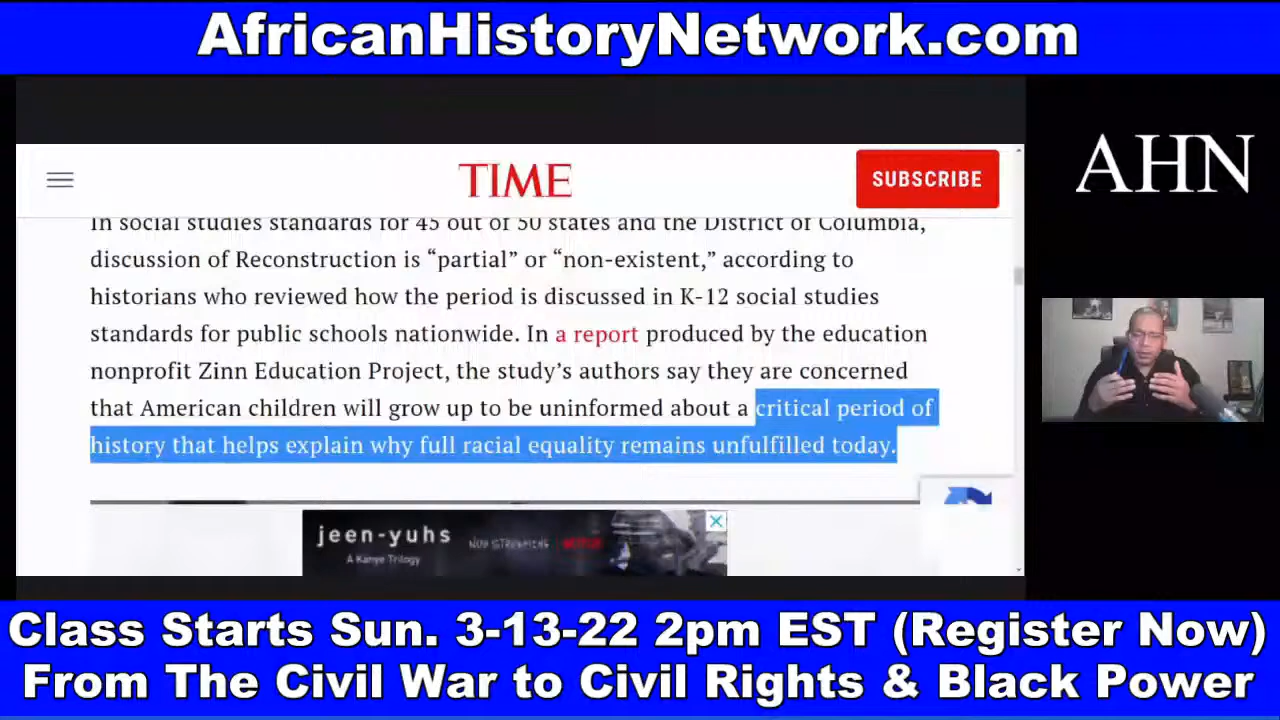 AfricanHistoryNetwork.com
AHN
TIME
SUBSCRIBE
In social studies standards for 45 out of 50 states and the District of Columbia,
discussion of Reconstruction is “partial” or “non-existent,” according to
historians who reviewed how the period is discussed in K-12 social studies
standards for public schools nationwide. In a report produced by the education
nonprofit Zinn Education Project, the study’s authors say they are concerned
that American children will grow up to be uninformed about a critical period of
history that helps explain why full racial equality remains unfulfilled today.
jeen-yuhs
A Kanye Trilogy
NOW STREAMING
NETFLIX
Class Starts Sun. 3-13-22 2pm EST (Register Now)
From The Civil War to Civil Rights & Black Power